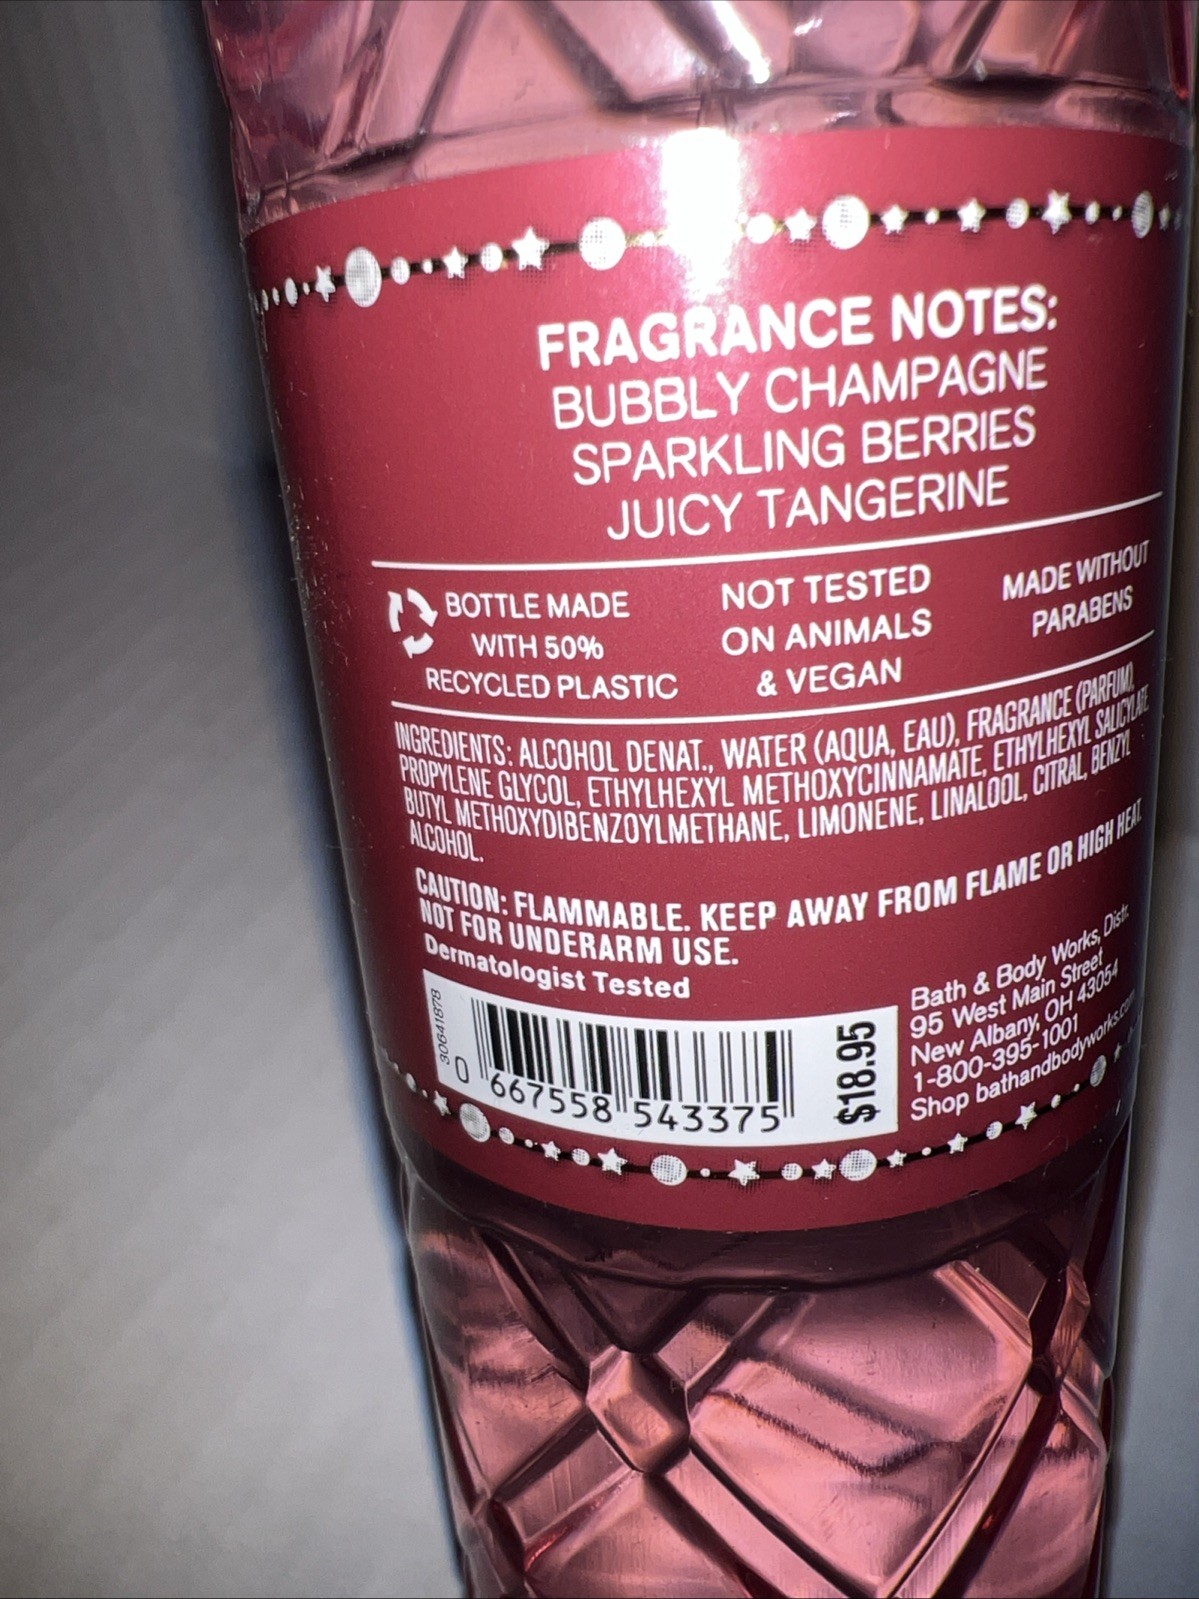 FRAGRANCE NOTES:
BUBBLY CHAMPAGNE
SPARKLING BERRIES
JUICY TANGERINE
BOTTLE MADE
WITH 50%
RECYCLED PLASTIC
NOT TESTED
ON ANIMALS
& VEGAN
MADE WITHOUT
PARABENS
INGREDIENTS: ALCOHOL DENAT., WATER (AQUA, EAU), FRAGRANCE (PARFUM),
PROPYLENE GLYCOL, ETHYLHEXYL METHOXYCINNAMATE, ETHYLHEXYL SALICYLATE,
BUTYL METHOXYDIBENZOYLMETHANE, LIMONENE, LINALOOL, CITRAL, BENZYL
ALCOHOL.
CAUTION: FLAMMABLE. KEEP AWAY FROM FLAME OR HIGH HEAT.
NOT FOR UNDERARM USE.
Dermatologist Tested
30641878
0 667558 543375
$18.95
Bath & Body Works, Distr.
95 West Main Street
New Albany, OH 43054
1-800-395-1001
Shop bathandbodyworks.com